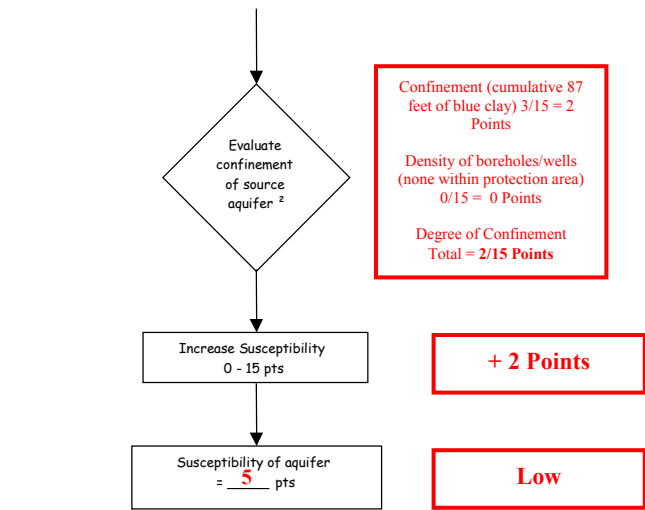 Evaluate
confinement
of source
aquifer ²
Confinement (cumulative 87
feet of blue clay) 3/15 = 2
Points
Density of boreholes/wells
(none within protection area)
0/15 = 0 Points
Degree of Confinement
Total = 2/15 Points
Increase Susceptibility
0 - 15 pts
+ 2 Points
Susceptibility of aquifer
= __5__ pts
Low